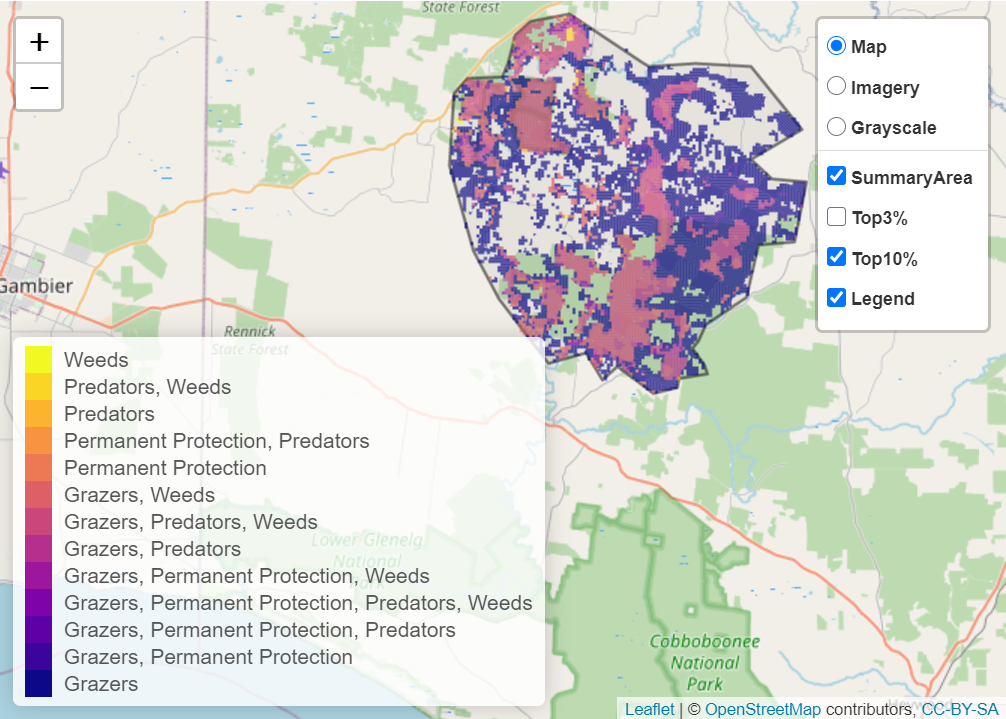 State Forest
+
−
Map
Imagery
Grayscale
SummaryArea
Top3%
Top10%
Legend
Gambier
Rennick
State Forest
Weeds
Predators, Weeds
Predators
Permanent Protection, Predators
Permanent Protection
Grazers, Weeds
Grazers, Predators, Weeds
Grazers, Predators
Grazers, Permanent Protection, Weeds
Grazers, Permanent Protection, Predators, Weeds
Grazers, Permanent Protection, Predators
Grazers, Permanent Protection
Grazers
Lower Glenelg
National
Cobboboonee
National
Park
Heywood
Leaflet | © OpenStreetMap contributors, CC-BY-SA